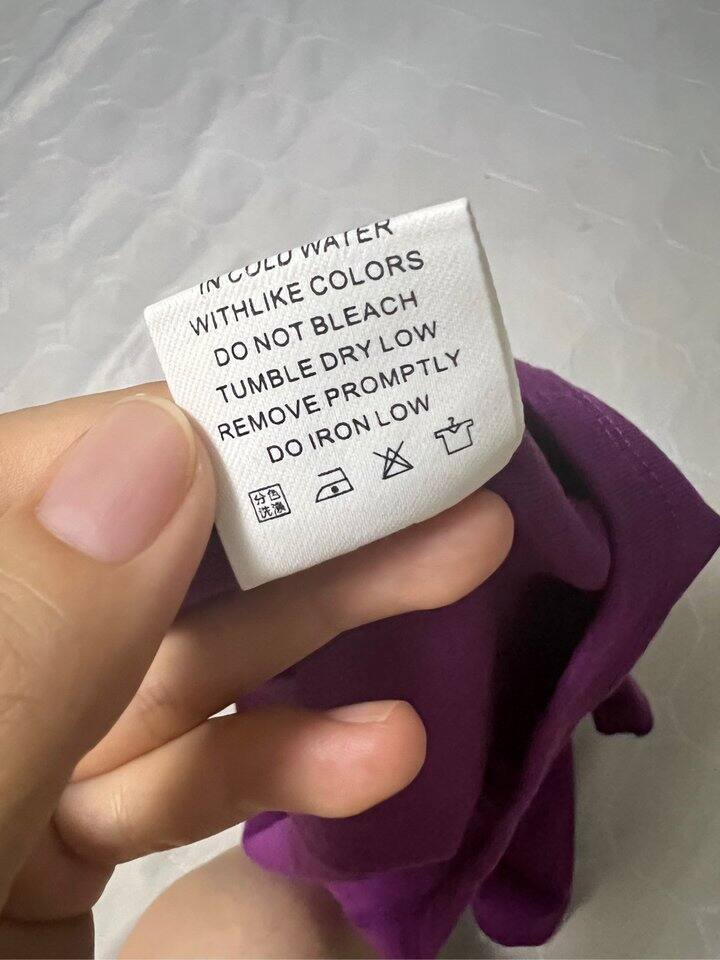 IN COLD WATER
WITHLIKE COLORS
DO NOT BLEACH
TUMBLE DRY LOW
REMOVE PROMPTLY
DO IRON LOW
分色
洗滌